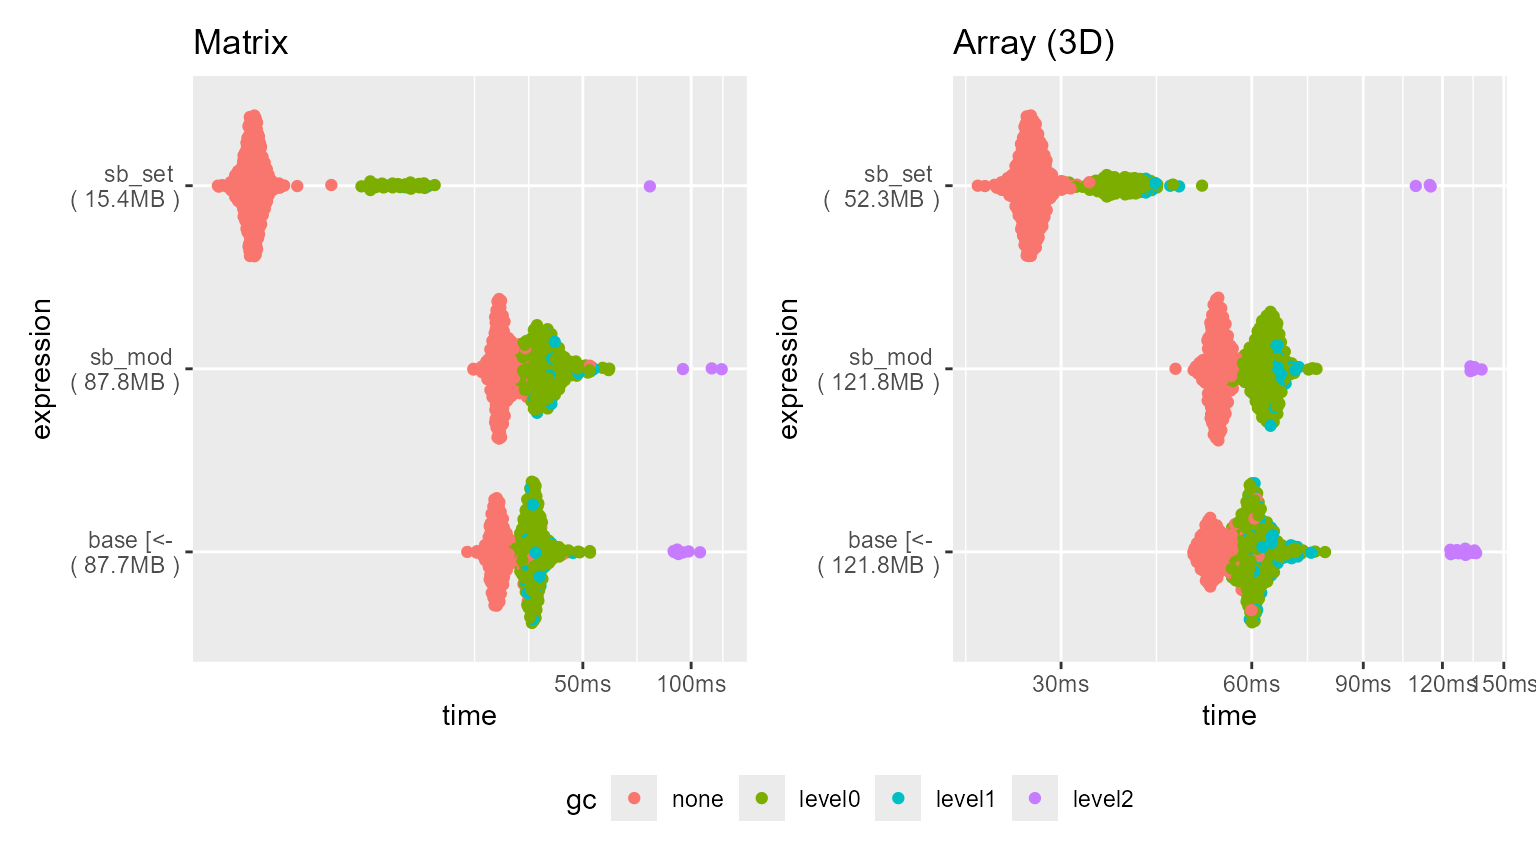 Matrix
Array (3D)
expression
sb_set
( 15.4MB )
sb_mod
( 87.8MB )
base [<-
( 87.7MB )
50ms
100ms
time
expression
sb_set
(  52.3MB )
sb_mod
( 121.8MB )
base [<-
( 121.8MB )
30ms
60ms
90ms
120ms
150ms
time
gc
none
level0
level1
level2